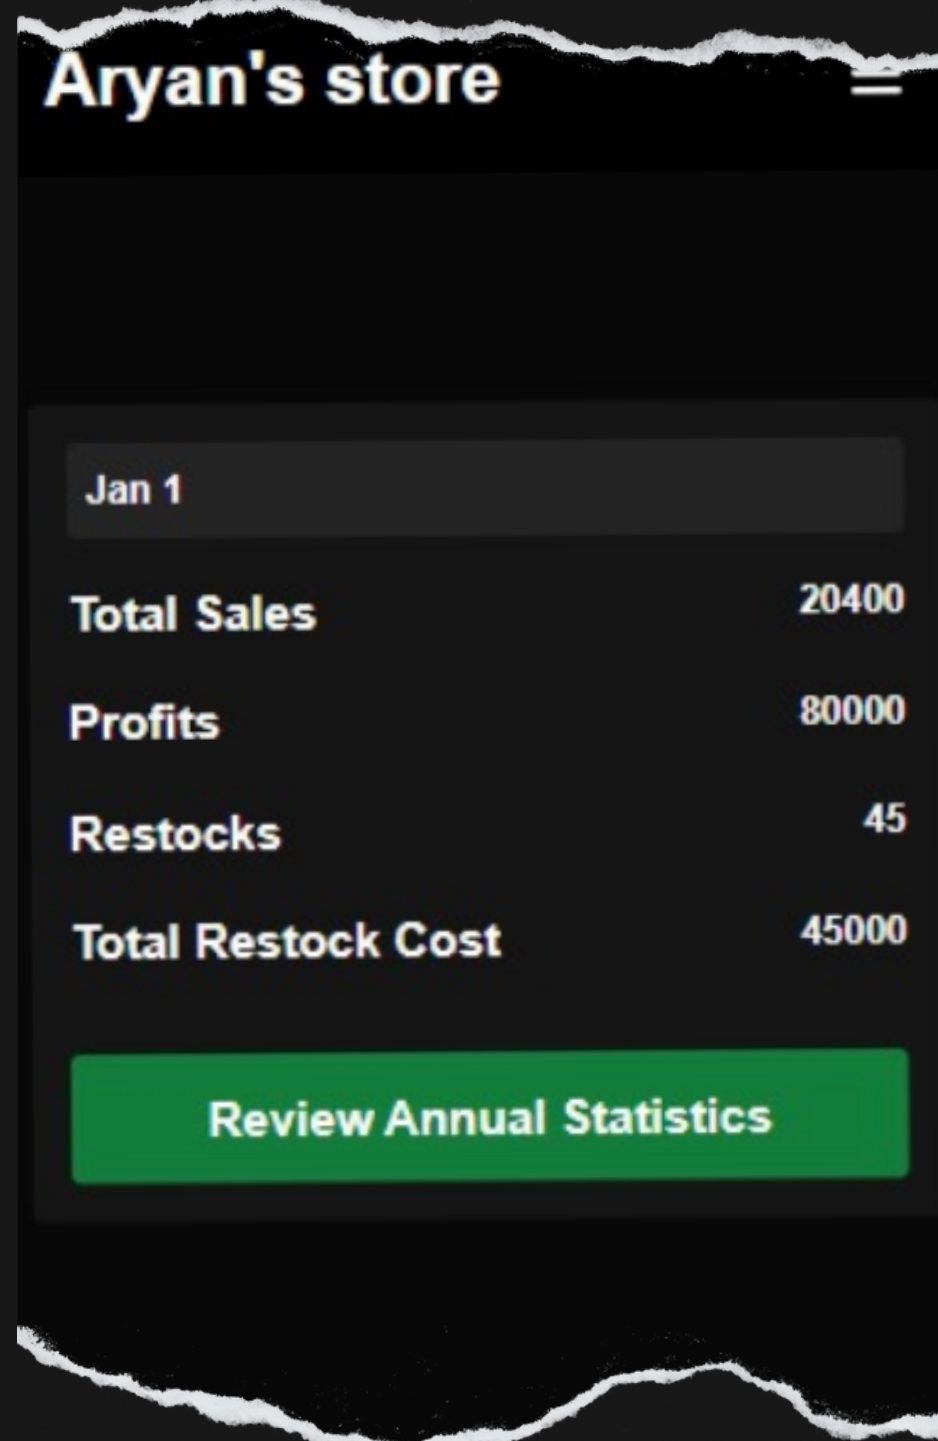 Aryan's store
Jan 1
Total Sales 20400
Profits 80000
Restocks 45
Total Restock Cost 45000
Review Annual Statistics